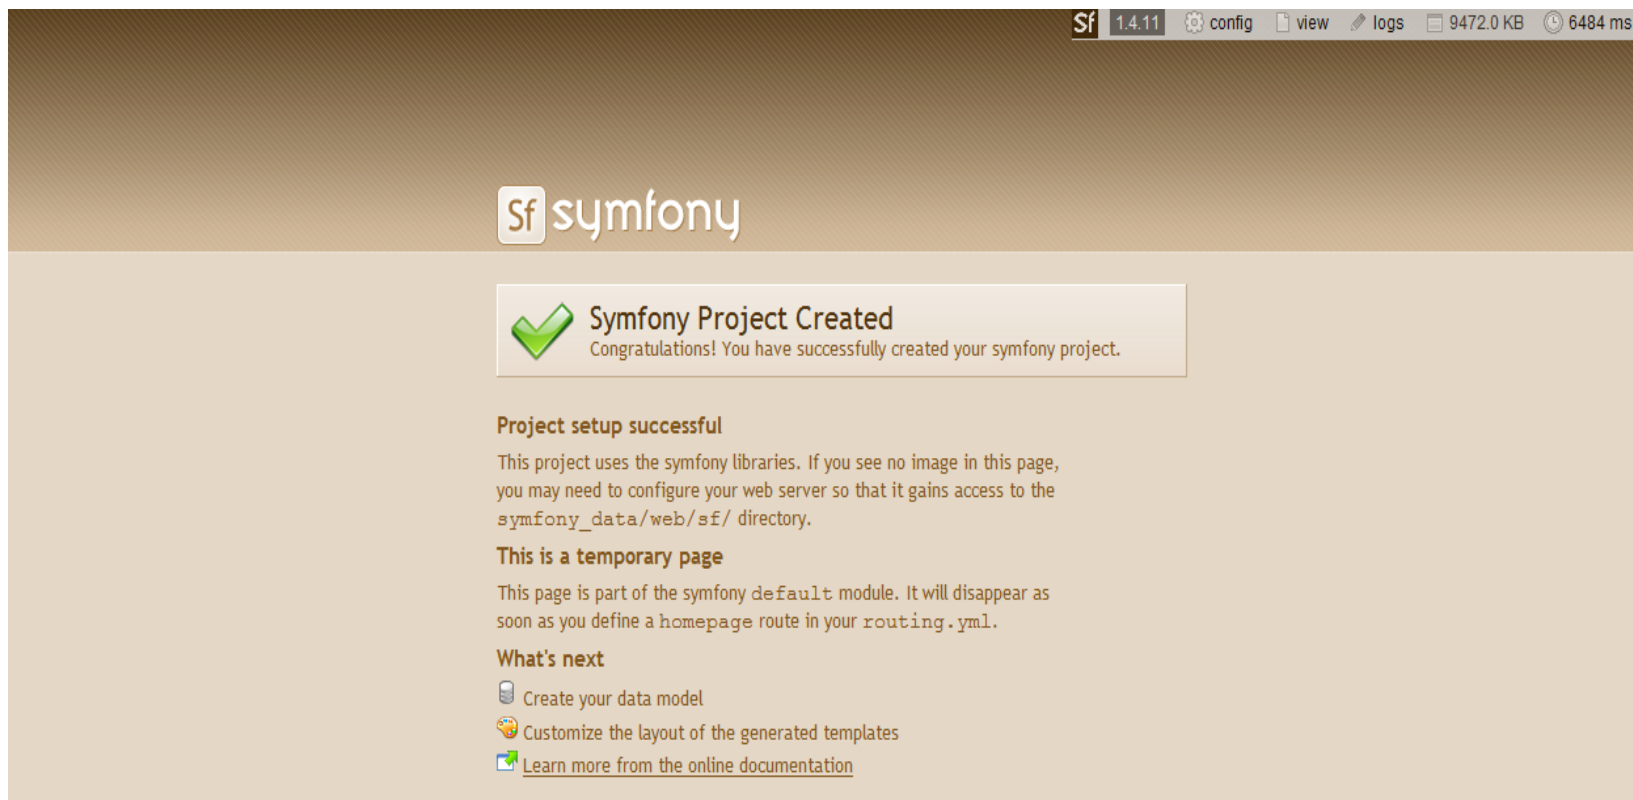 Sf 1.4.11 config view logs 9472.0 KB 6484 ms
Sf symfony
Symfony Project Created
Congratulations! You have successfully created your symfony project.
Project setup successful
This project uses the symfony libraries. If you see no image in this page,
you may need to configure your web server so that it gains access to the
symfony_data/web/sf/ directory.
This is a temporary page
This page is part of the symfony default module. It will disappear as
soon as you define a homepage route in your routing.yml.
What's next
Create your data model
Customize the layout of the generated templates
Learn more from the online documentation